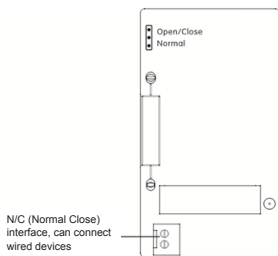 Open/Close
Normal
N/C (Normal Close)
interface, can connect
wired devices